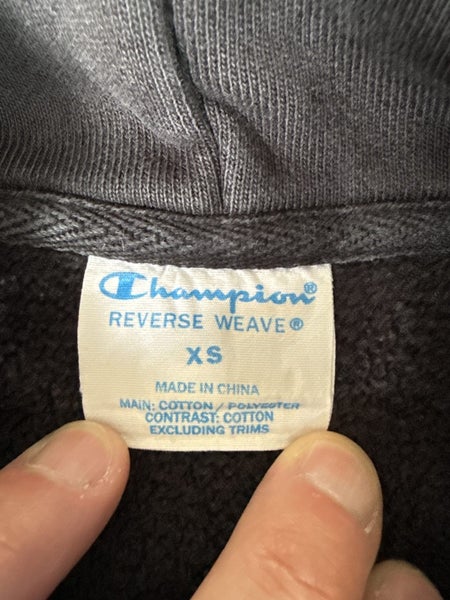 Champion®
REVERSE WEAVE®
XS
MADE IN CHINA
MAIN: COTTON / POLYESTER
CONTRAST: COTTON
EXCLUDING TRIMS